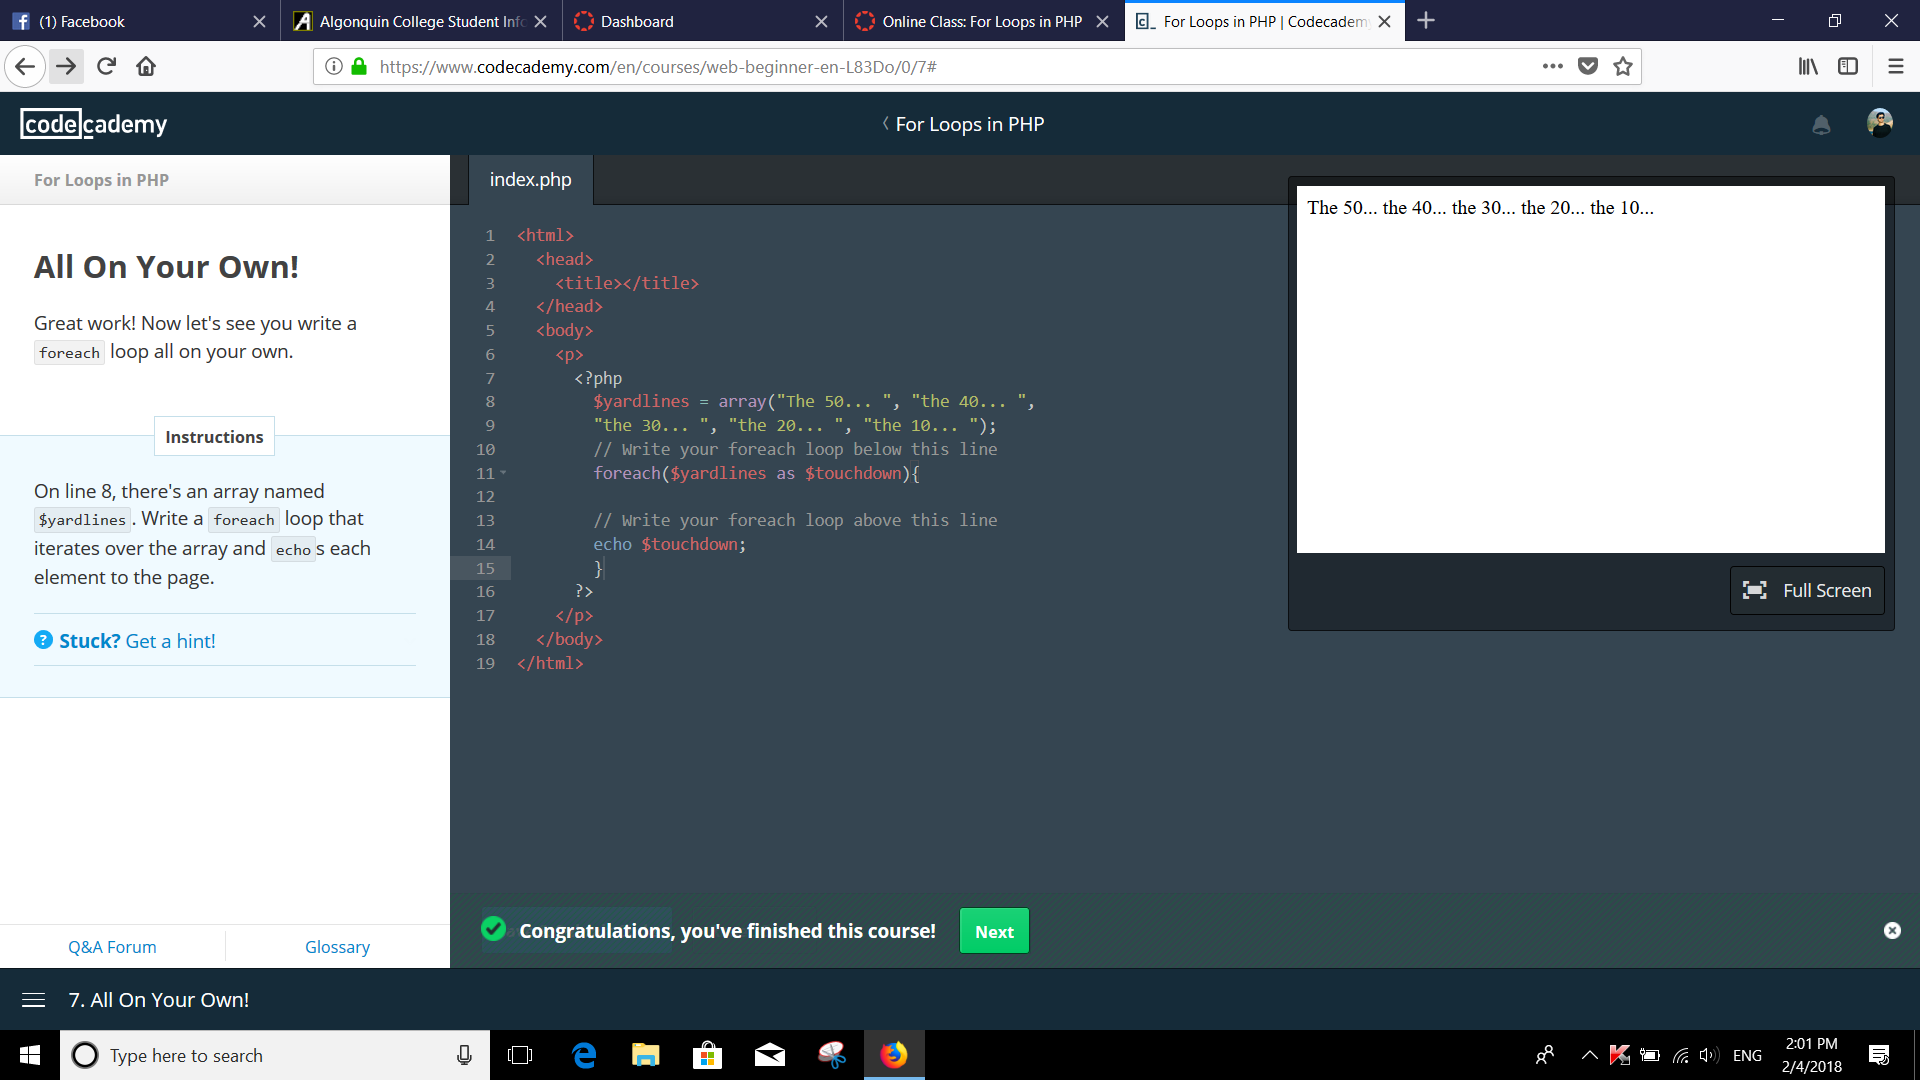 (1) Facebook
Algonquin College Student Info
Dashboard
Online Class: For Loops in PHP
For Loops in PHP | Codecadem
https://www.codecademy.com/en/courses/web-beginner-en-L83Do/0/7#
codecademy
For Loops in PHP
For Loops in PHP
All On Your Own!
Great work! Now let's see you write a
foreach loop all on your own.
Instructions
On line 8, there's an array named
$yardlines . Write a foreach loop that
iterates over the array and echo s each
element to the page.
? Stuck? Get a hint!
Q&A Forum
Glossary
index.php
1 <html>
2 <head>
3 <title></title>
4 </head>
5 <body>
6 <p>
7 <?php
8 $yardlines = array("The 50... ", "the 40... ",
9 "the 30... ", "the 20... ", "the 10... ");
10 // Write your foreach loop below this line
11 foreach($yardlines as $touchdown){
12
13 // Write your foreach loop above this line
14 echo $touchdown;
15 }
16 ?>
17 </p>
18 </body>
19 </html>
The 50... the 40... the 30... the 20... the 10...
Full Screen
Congratulations, you've finished this course!
Next
7. All On Your Own!
Type here to search
ENG
2:01 PM
2/4/2018